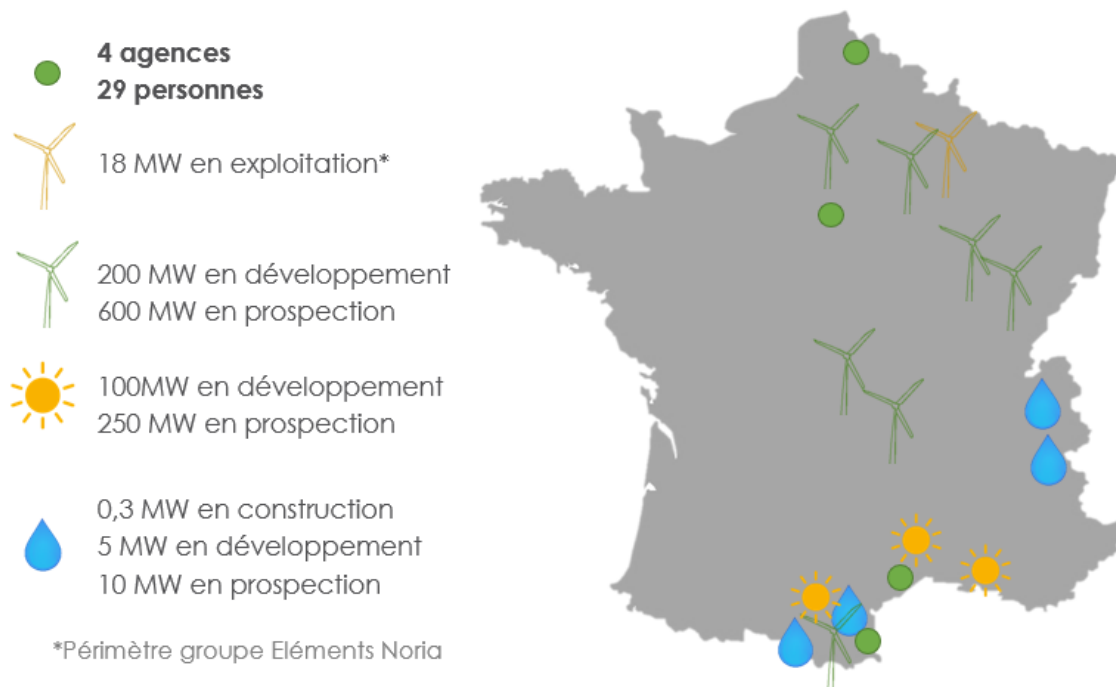 4 agences
29 personnes
18 MW en exploitation*
200 MW en développement
600 MW en prospection
100MW en développement
250 MW en prospection
0,3 MW en construction
5 MW en développement
10 MW en prospection
*Périmètre groupe Eléments Noria